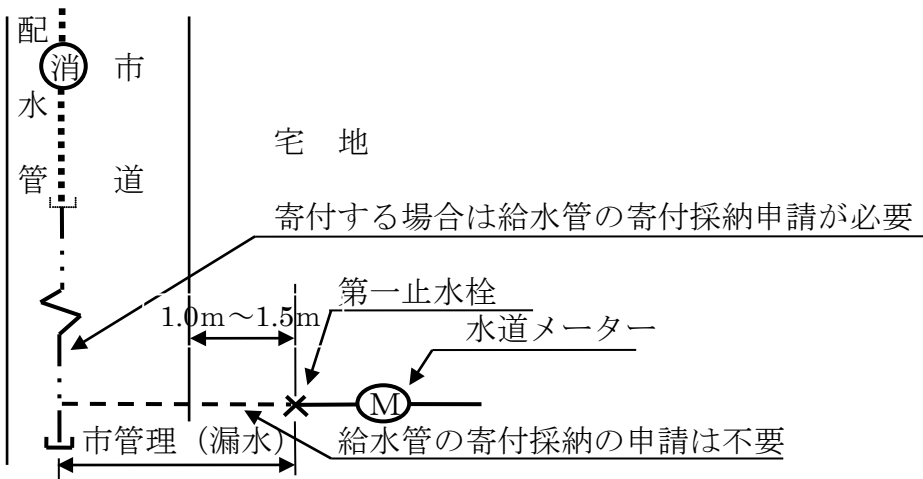 配水管
消
市道
宅地
寄付する場合は給水管の寄付採納申請が必要
第一止水栓
1.0m～1.5m
水道メーター
M
市管理（漏水）
給水管の寄付採納の申請は不要